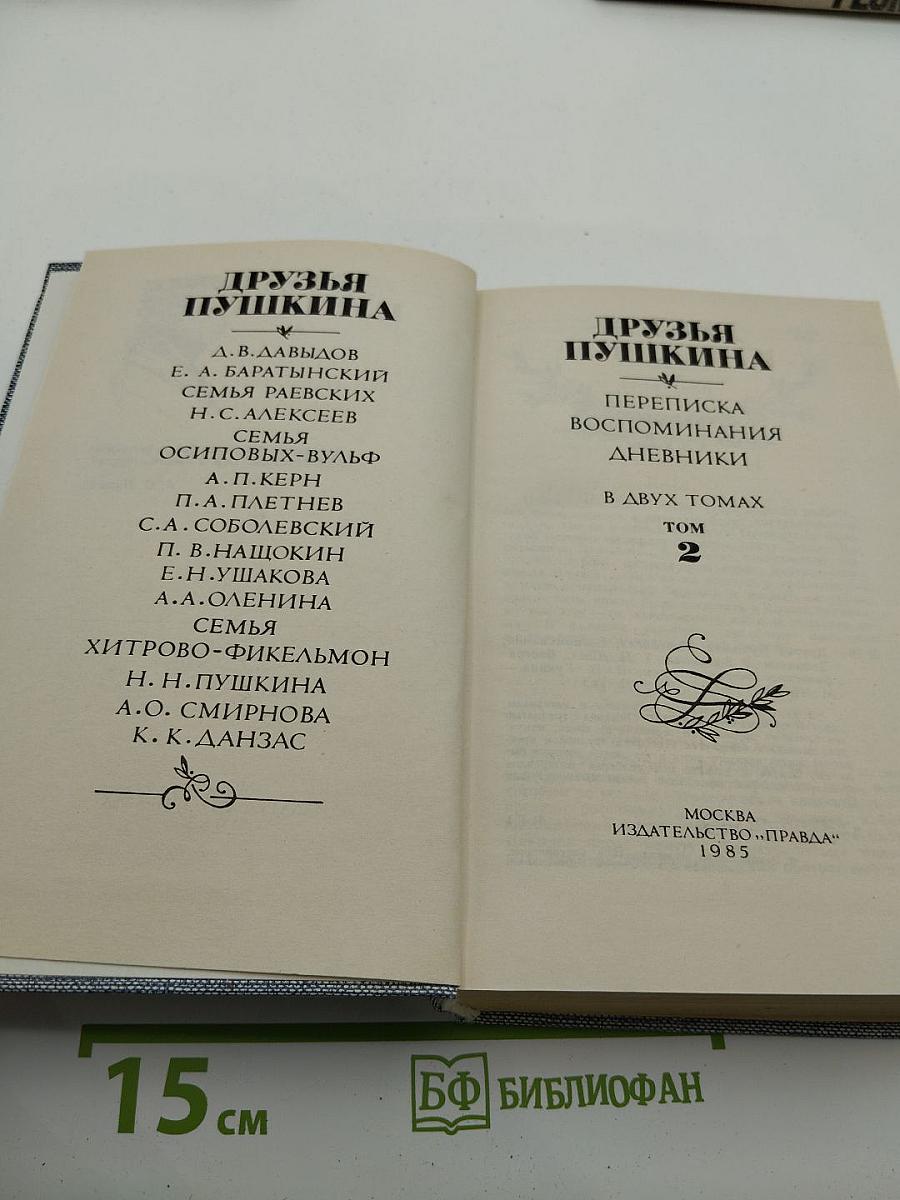 ДРУЗЬЯ
ПУШКИНА
Д.В.ДАВЫДОВ
Е. А. БАРАТЫНСКИЙ
СЕМЬЯ РАЕВСКИХ
Н.С.АЛЕКСЕЕВ
СЕМЬЯ
ОСИПОВЫХ-ВУЛЬФ
А.П.КЕРН
П.А.ПЛЕТНЕВ
С.А.СОБОЛЕВСКИЙ
П. В.НАЩОКИН
Е.Н.УШАКОВА
А.А.ОЛЕНИНА
СЕМЬЯ
ХИТРОВО-ФИКЕЛЬМОН
Н. Н.ПУШКИНА
А.О. СМИРНОВА
К. К.ДАНЗАС
ДРУЗЬЯ
ПУШКИНА
ПЕРЕПИСКА
ВОСПОМИНАНИЯ
ДНЕВНИКИ
В ДВУХ ТОМАХ
ТОМ
2
МОСКВА
ИЗДАТЕЛЬСТВО „ПРАВДА“
1985
15 см
БФ БИБЛИОФАН